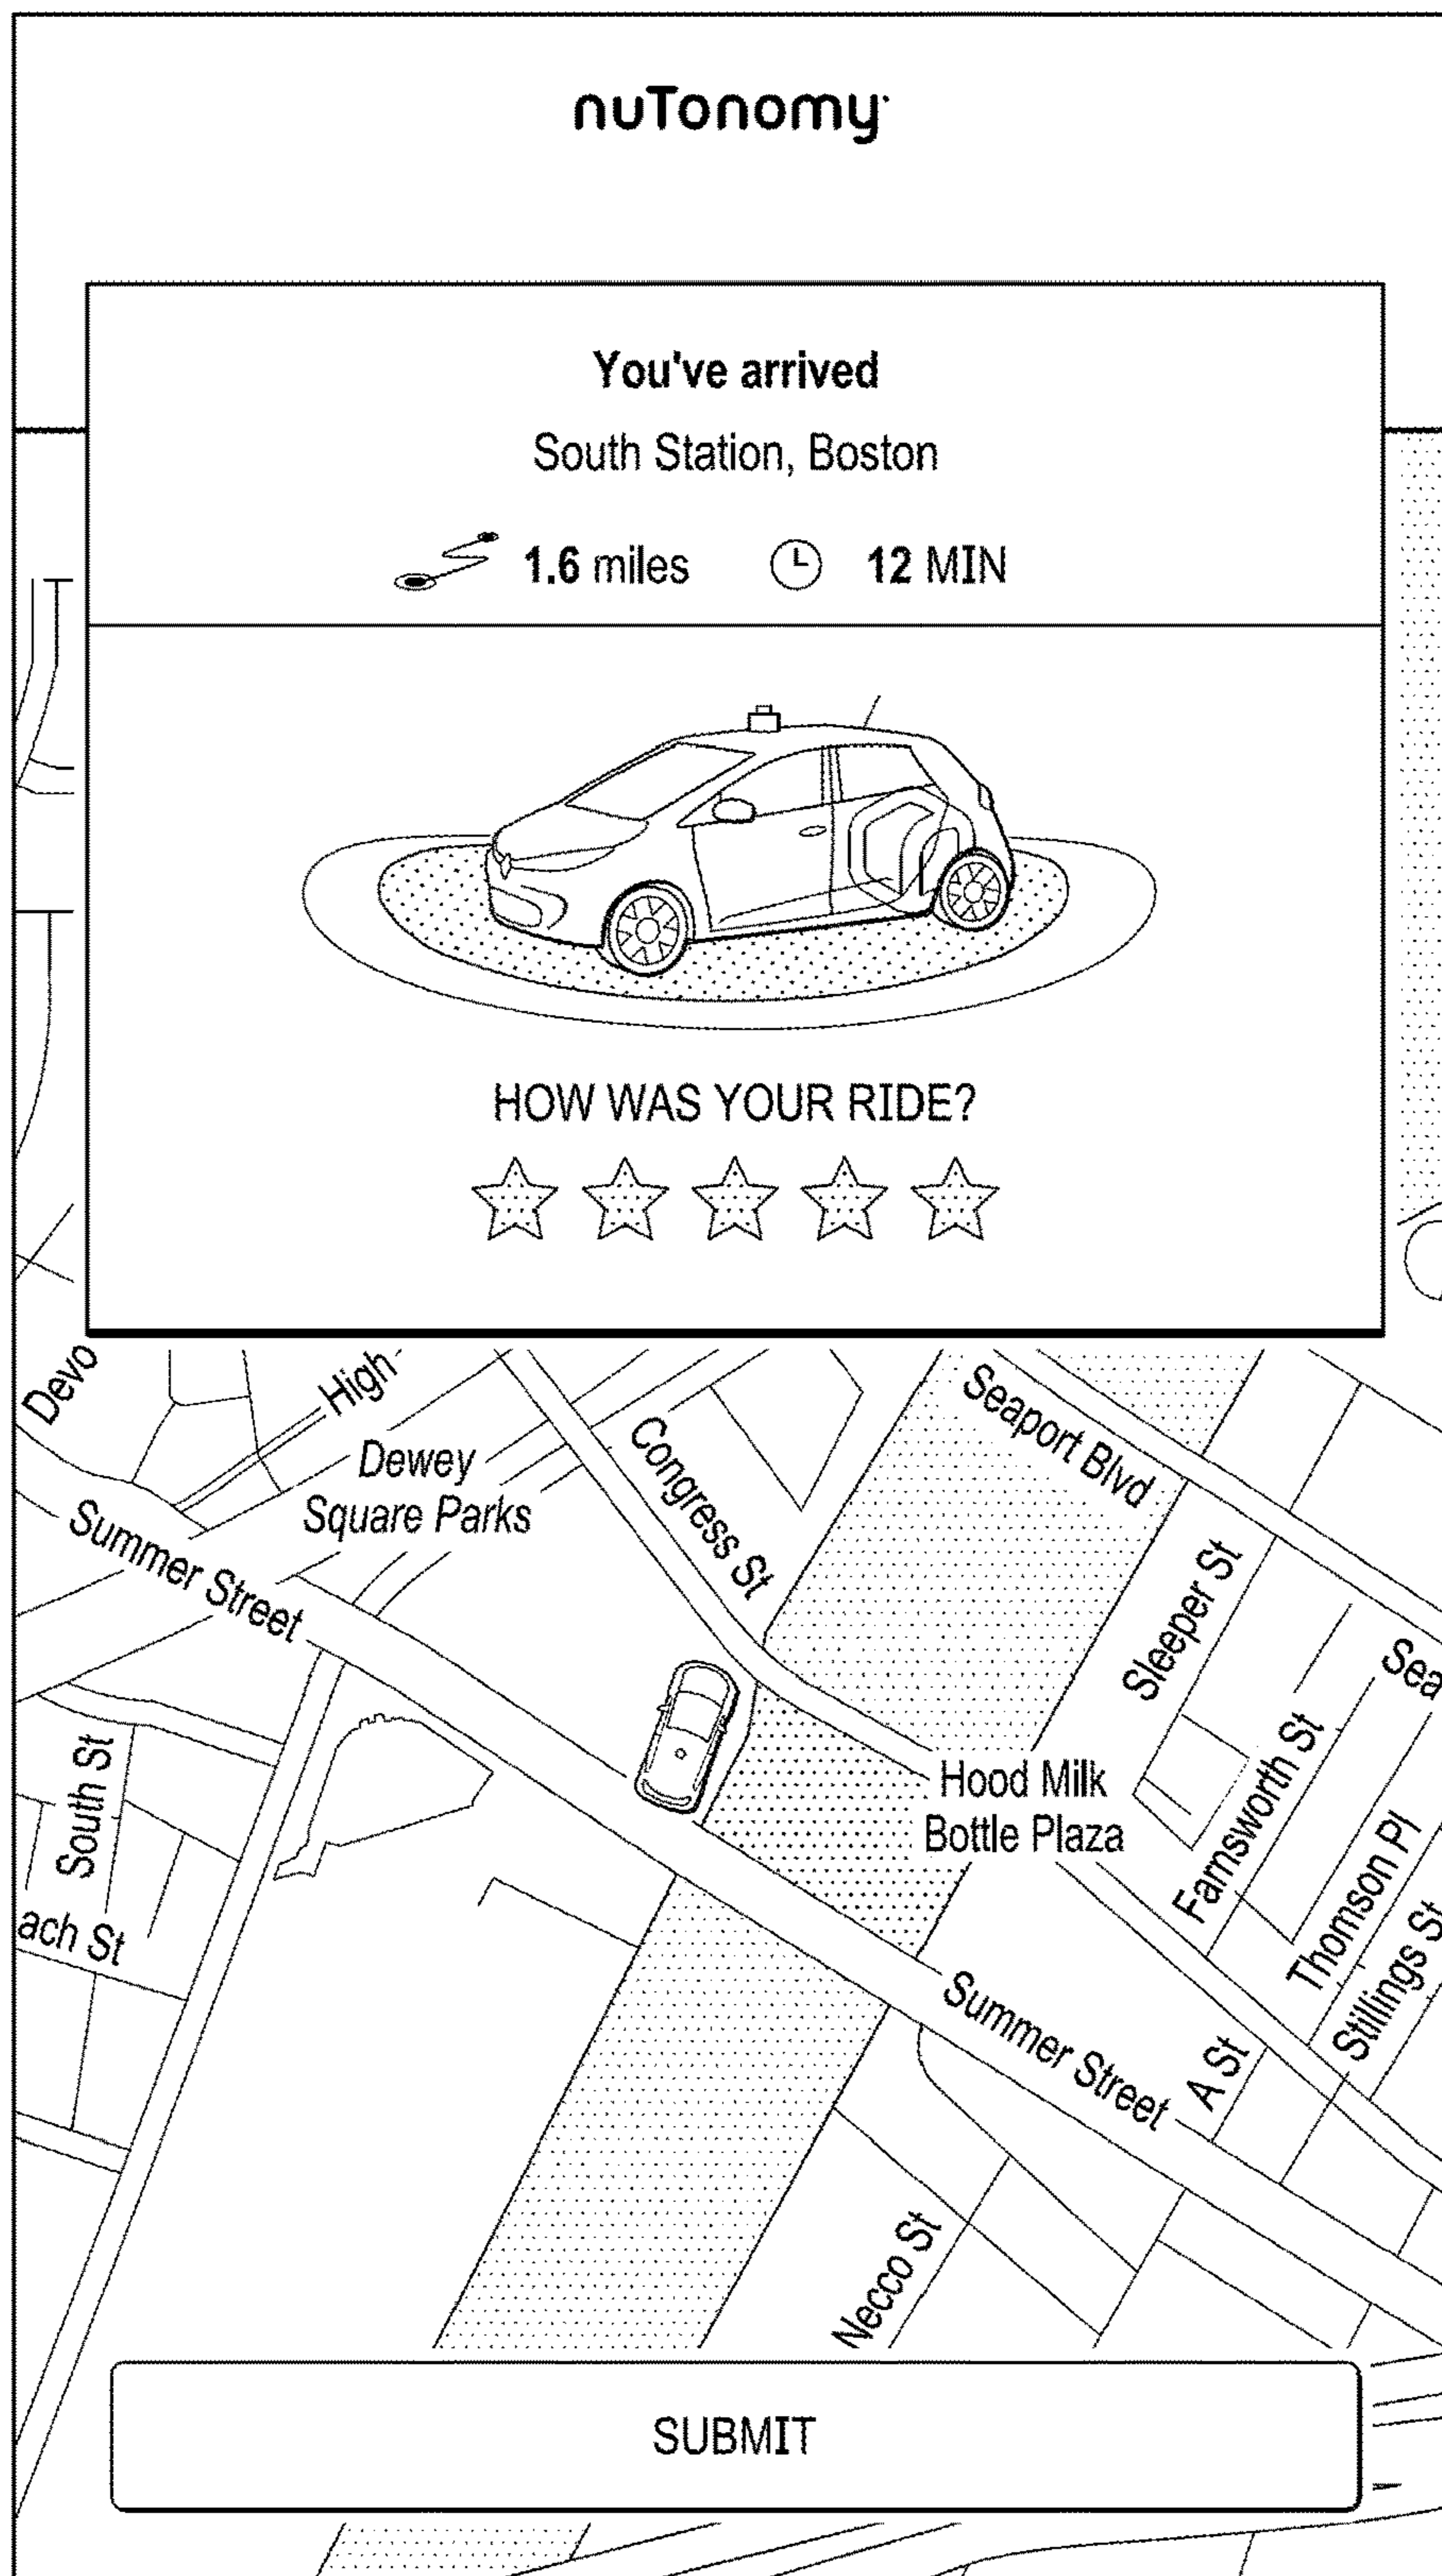 nuTonomy
You've arrived
South Station, Boston
1.6 miles
12 MIN
HOW WAS YOUR RIDE?
Devo
High
Dewey
Square Parks
Congress St
Seaport Blvd
Summer Street
Sleeper St
Sea
South St
Hood Milk
Bottle Plaza
Farnsworth St
Thomson Pl
ach St
Stillings St
Summer Street
A St
Necco St
SUBMIT